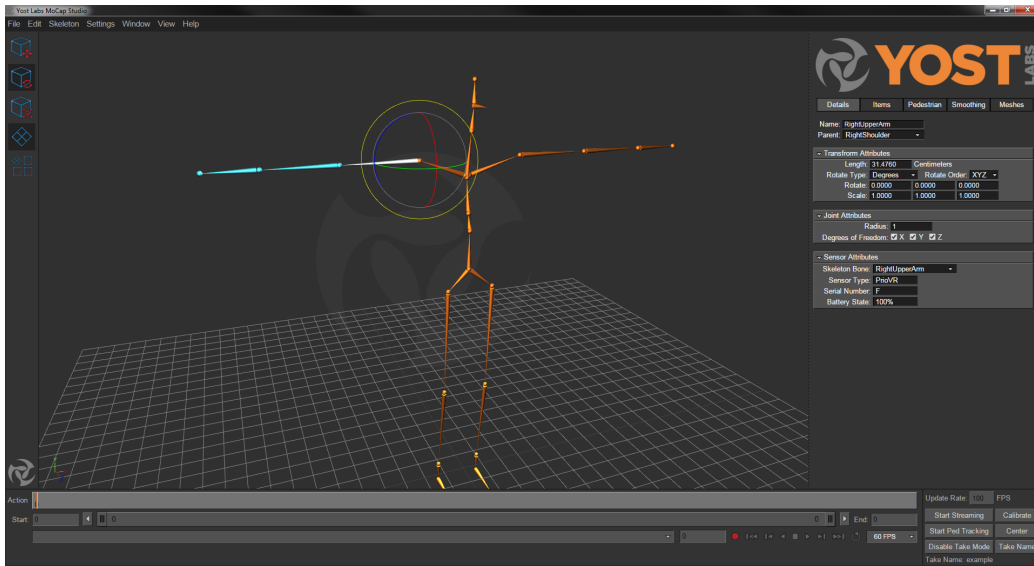 Yost Labs MoCap Studio
File Edit Skeleton Settings Window View Help
YOST LABS
Details Items Pedestrian Smoothing Meshes
Name: RightUpperArm
Parent: RightShoulder
- Transform Attributes
Length: 31.4760 Centimeters
Rotate Type: Degrees Rotate Order: XYZ
Rotate: 0.0000 0.0000 0.0000
Scale: 1.0000 1.0000 1.0000
- Joint Attributes
Radius: 1
Degrees of Freedom: X Y Z
- Sensor Attributes
Skeleton Bone: RightUpperArm
Sensor Type: PrioVR
Serial Number: F
Battery State: 100%
Action
Start: 0 0 0 End: 0
0 60 FPS
Update Rate: 100 FPS
Start Streaming Calibrate
Start Ped Tracking Center
Disable Take Mode Take Name
Take Name: example